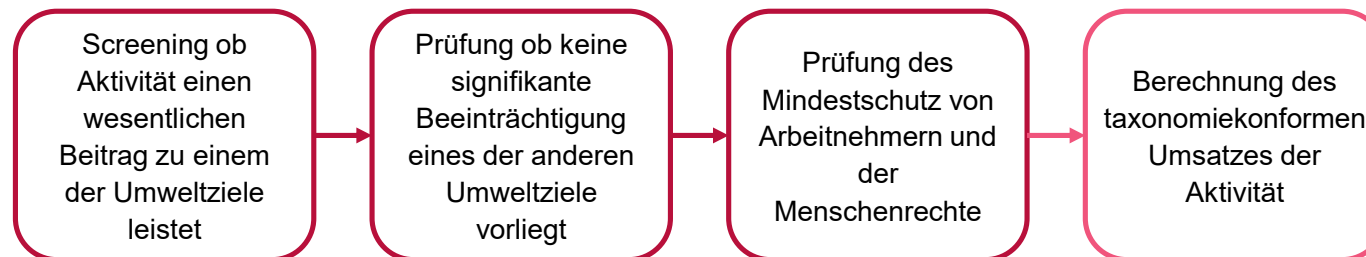 Screening ob
Aktivität einen
wesentlichen
Beitrag zu einem
der Umweltziele
leistet
Prüfung ob keine
signifikante
Beeinträchtigung
eines der anderen
Umweltziele
vorliegt
Prüfung des
Mindestschutz von
Arbeitnehmern und
der
Menschenrechte
Berechnung des
taxonomiekonformen
Umsatzes der
Aktivität